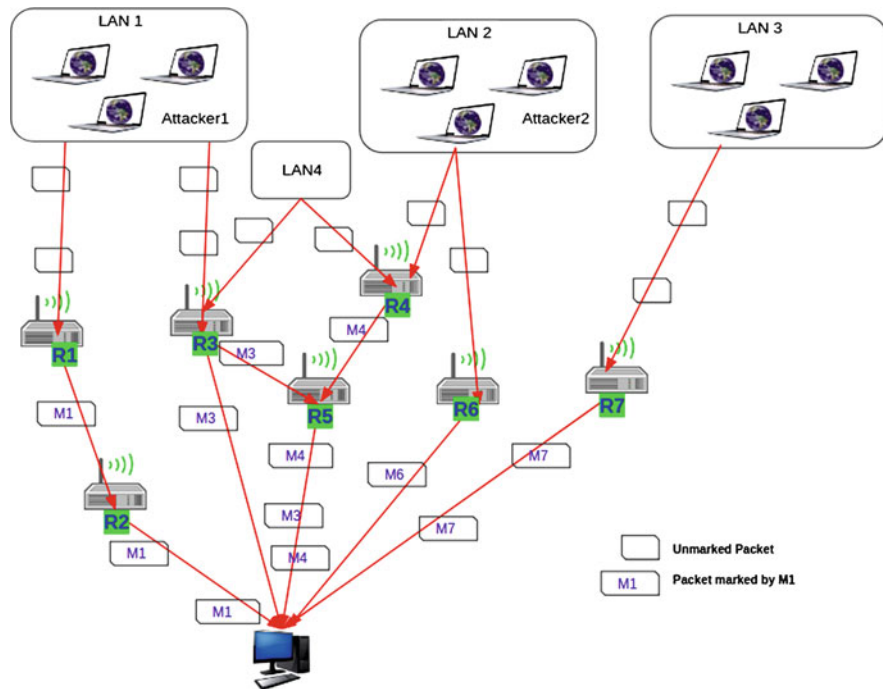 LAN 1
LAN 2
LAN 3
Attacker1
Attacker2
LAN4
R1
R3
R4
M4
M3
R5
R6
R7
M1
M3
M4
M6
M7
R2
M3
M7
M1
M4
Unmarked Packet
M1
M1 Packet marked by M1